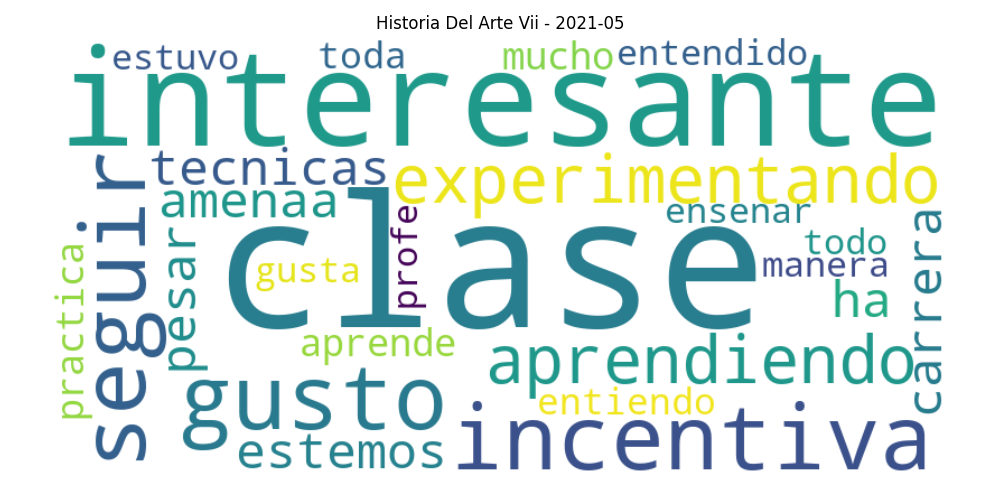 Historia Del Arte Vii - 2021-05
estuvo toda mucho entendido
interesante
tecnicas experimentando
seguir
amenaa
ensenar
clase
profe
gusta
todo
manera
ha
carrera
practica
pesar
aprende
aprendiendo
gusto
entiendo
estemos
incentiva